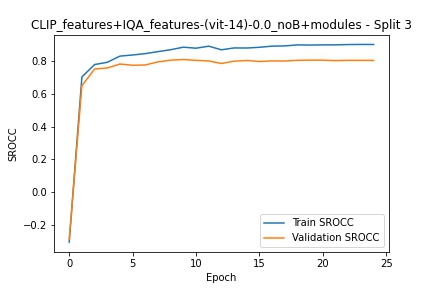 CLIP_features+IQA_features-(vit-14)-0.0_noB+modules - Split 3
0.8
0.6
0.4
0.2
0.0
−0.2
SROCC
Train SROCC
Validation SROCC
0 5 10 15 20 25
Epoch